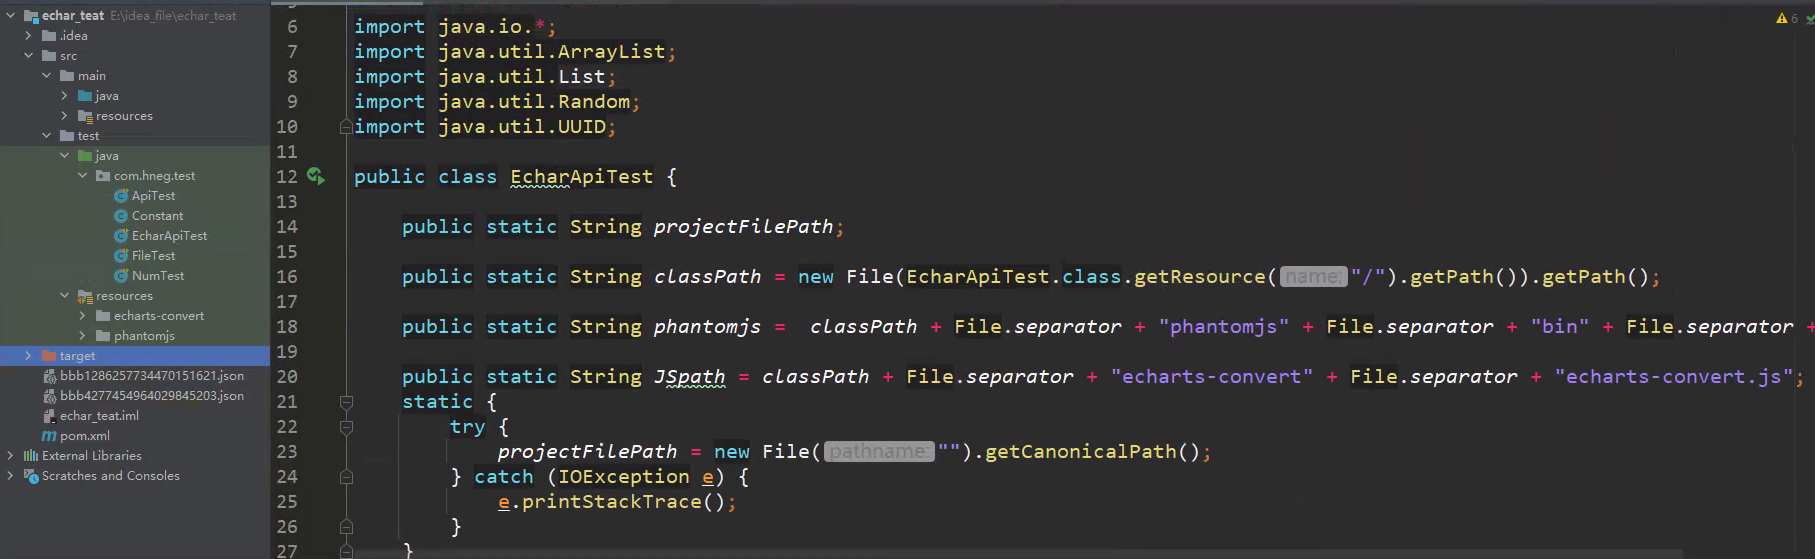 echar_teat E:\idea_file\echar_teat
.idea
src
main
java
resources
test
java
com.hneg.test
ApiTest
Constant
EcharApiTest
FileTest
NumTest
resources
echarts-convert
phantomjs
target
bbb1286257734470151621.json
bbb4277454964029845203.json
echar_teat.iml
pom.xml
External Libraries
Scratches and Consoles
6 import java.io.*;
7 import java.util.ArrayList;
8 import java.util.List;
9 import java.util.Random;
10 import java.util.UUID;
11
12 public class EcharApiTest {
13
14 public static String projectFilePath;
15
16 public static String classPath = new File(EcharApiTest.class.getResource( name: "/").getPath()).getPath();
17
18 public static String phantomjs =  classPath + File.separator + "phantomjs" + File.separator + "bin" + File.separator +
19
20 public static String JSpath = classPath + File.separator + "echarts-convert" + File.separator + "echarts-convert.js";
21 static {
22 try {
23 projectFilePath = new File( pathname: "").getCanonicalPath();
24 } catch (IOException e) {
25 e.printStackTrace();
26 }
27 }
6